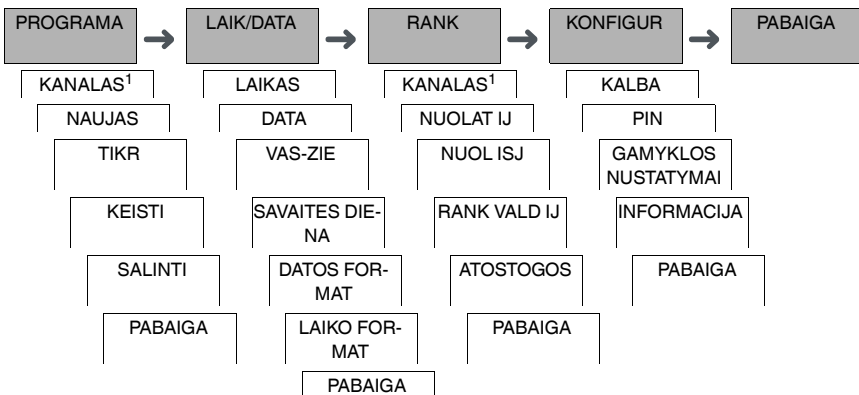 PROGRAMA
LAIK/DATA
RANK
KONFIGUR
PABAIGA
KANALAS¹
NAUJAS
TIKR
KEISTI
SALINTI
PABAIGA
LAIKAS
DATA
VAS-ZIE
SAVAITES DIE-
NA
DATOS FOR-
MAT
LAIKO FOR-
MAT
PABAIGA
KANALAS¹
NUOLAT IJ
NUOL ISJ
RANK VALD IJ
ATOSTOGOS
PABAIGA
KALBA
PIN
GAMYKLOS
NUSTATYMAI
INFORMACIJA
PABAIGA